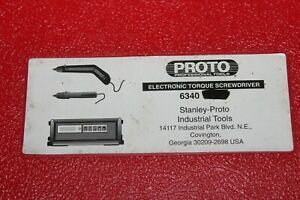 PROTO
PROFESSIONAL TOOLS
ELECTRONIC TORQUE SCREWDRIVER
6340
Stanley-Proto
Industrial Tools
14117 Industrial Park Blvd. N.E.,
Covington,
Georgia 30209-2698 USA